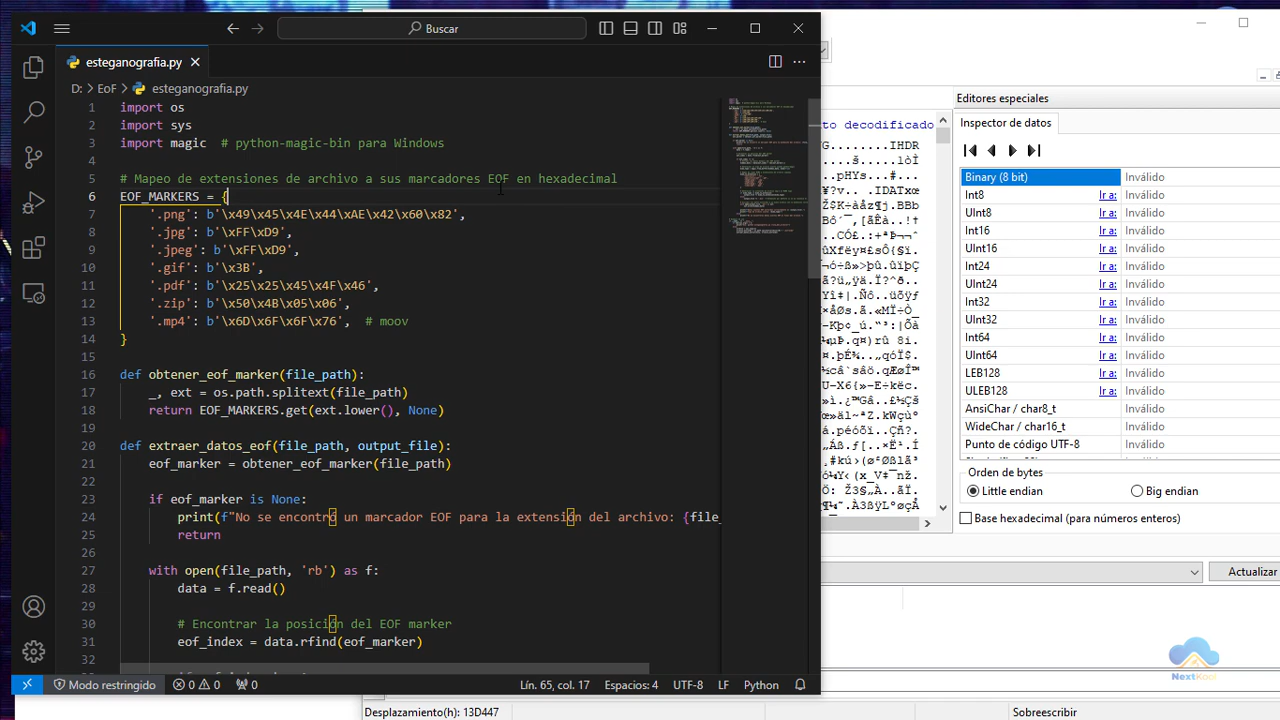 Buscar
esteganografia.py
D: > EoF > esteganografia.py
1 import os
2 import sys
3 import magic  # python-magic-bin para Windows
4
5 # Mapeo de extensiones de archivo a sus marcadores EOF en hexadecimal
6 EOF_MARKERS = {
7 '.png': b'\x49\x45\x4E\x44\xAE\x42\x60\x82',
8 '.jpg': b'\xFF\xD9',
9 '.jpeg': b'\xFF\xD9',
10 '.gif': b'\x3B',
11 '.pdf': b'\x25\x25\x45\x4F\x46',
12 '.zip': b'\x50\x4B\x05\x06',
13 '.mp4': b'\x6D\x6F\x6F\x76',  # moov
14 }
15
16 def obtener_eof_marker(file_path):
17 _, ext = os.path.splitext(file_path)
18 return EOF_MARKERS.get(ext.lower(), None)
19
20 def extraer_datos_eof(file_path, output_file):
21 eof_marker = obtener_eof_marker(file_path)
22
23 if eof_marker is None:
24 print(f"No se encontró un marcador EOF para la extensión del archivo: {file_
25 return
26
27 with open(file_path, 'rb') as f:
28 data = f.read()
29
30 # Encontrar la posición del EOF marker
31 eof_index = data.rfind(eof_marker)
32
Modo restringido
0 0
0
Lín. 65, col. 17
Espacios: 4
UTF-8
LF
Python
to decodificado
Editores especiales
Inspector de datos
Binary (8 bit) Inválido
Int8 Ir a: Inválido
UInt8 Ir a: Inválido
Int16 Ir a: Inválido
UInt16 Ir a: Inválido
Int24 Ir a: Inválido
UInt24 Ir a: Inválido
Int32 Ir a: Inválido
UInt32 Ir a: Inválido
Int64 Ir a: Inválido
UInt64 Ir a: Inválido
LEB128 Ir a: Inválido
ULEB128 Ir a: Inválido
AnsiChar / char8_t Inválido
WideChar / char16_t Inválido
Punto de código UTF-8 Inválido
Orden de bytes
Little endian
Big endian
Base hexadecimal (para números enteros)
Actualizar
NextKool
Desplazamiento(h): 13D447
Sobreescribir